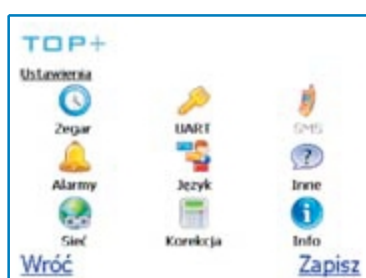 TOP+
Ustawienia
Zegar UART SMS
Alarmy Język Inne
Sieć Korekcja Info
Wróć Zapisz